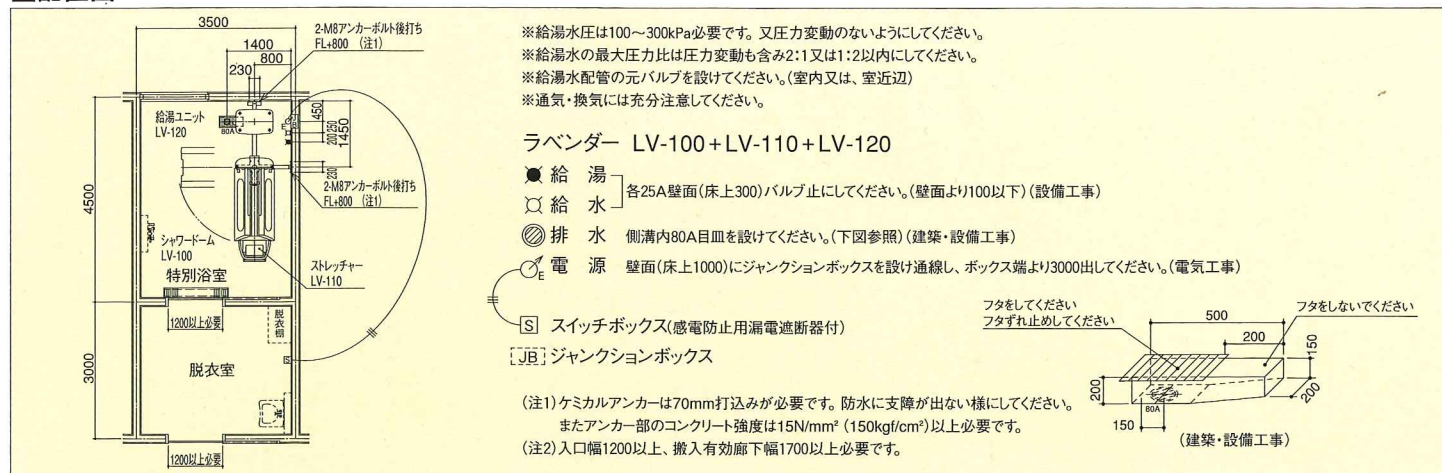 3500
1400
800
230
2-M8アンカーボルト後打ち
FL+800 （注1）
給湯ユニット
LV-120
80A
E
450
250
200
1450
230
4500
2-M8アンカーボルト後打ち
FL+800 （注1）
シャワードーム
LV-100
特別浴室
ストレッチャー
LV-110
1200以上必要
脱衣棚
S
脱衣室
3000
1200以上必要
※給湯水圧は100～300kPa必要です。又圧力変動のないようにしてください。
※給湯水の最大圧力比は圧力変動も含み2:1又は1:2以内にしてください。
※給湯水配管の元バルブを設けてください。(室内又は、室近辺)
※通気・換気には充分注意してください。
ラベンダー LV-100+LV-110+LV-120
給 湯
給 水
各25A壁面(床上300)バルブ止にしてください。(壁面より100以下)(設備工事)
排 水 側溝内80A目皿を設けてください。(下図参照)(建築・設備工事)
E 電 源 壁面(床上1000)にジャンクションボックスを設け通線し、ボックス端より3000出してください。(電気工事)
S スイッチボックス(感電防止用漏電遮断器付)
JB ジャンクションボックス
(注1)ケミカルアンカーは70mm打込みが必要です。防水に支障が出ない様にしてください。
またアンカー部のコンクリート強度は15N/mm² (150kgf/cm²)以上必要です。
(注2)入口幅1200以上、搬入有効廊下幅1700以上必要です。
フタをしてください
フタずれ止めしてください
フタをしないでください
500
200
150
200
200
80A
150
(建築・設備工事)